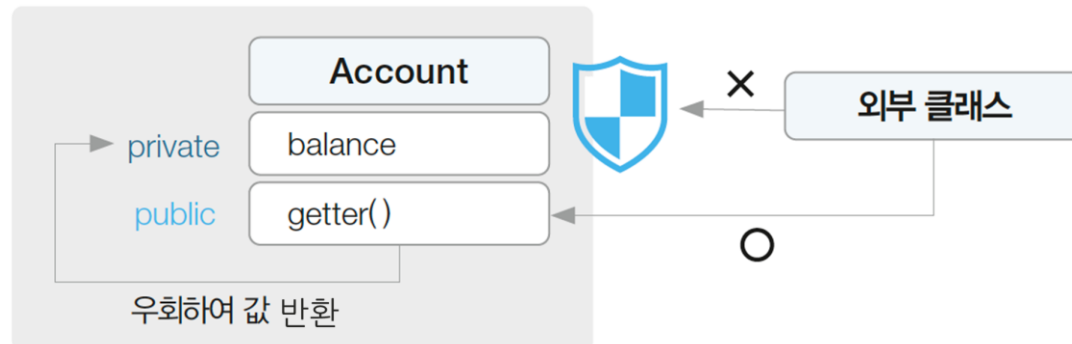 Account
외부 클래스
private
balance
public
getter()
우회하여 값 반환